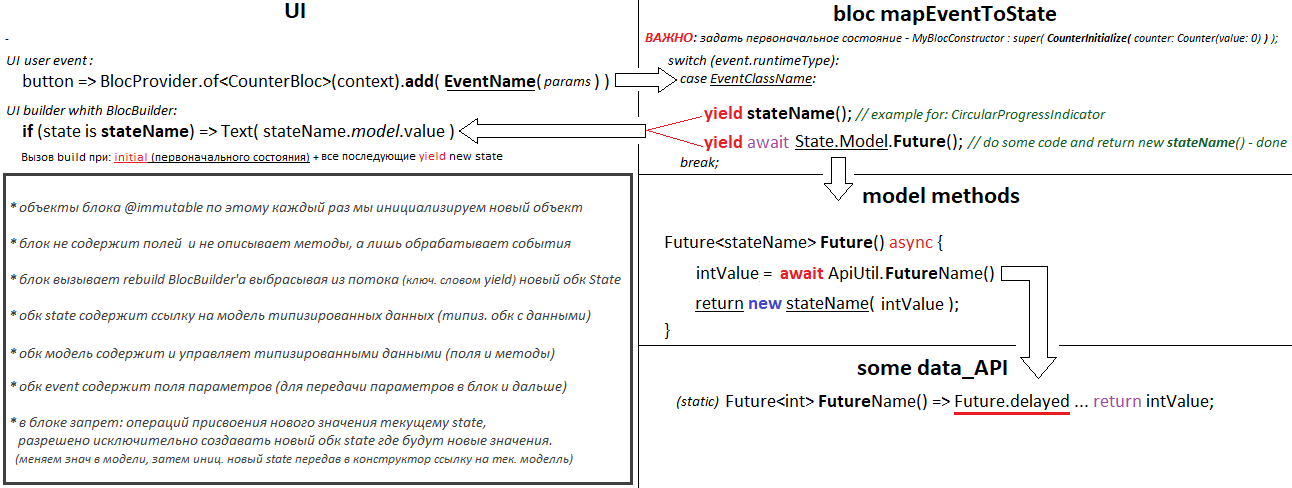 UI
-
UI user event :
button => BlocProvider.of<CounterBloc>(context).add( EventName( params ) )
UI builder whith BlocBuilder:
if (state is stateName) => Text( stateName.model.value )
Вызов build при: initial (первоначального состояния) + все последующие yield new state
* объекты блока @immutable по этому каждый раз мы инициализируем новый объект
* блок не содержит полей и не описывает методы, а лишь обрабатывает события
* блок вызывает rebuild BlocBuilder'a выбрасывая из потока (ключ. словом yield) новый обк State
* обк state содержит ссылку на модель типизированных данных (типиз. обк с данными)
* обк модель содержит и управляет типизированными данными (поля и методы)
* обк event содержит поля параметров (для передачи параметров в блок и дальше)
* в блоке запрет: операций присвоения нового значения текущему state,
разрешено исключительно создавать новый обк state где будут новые значения.
(меняем знач в модели, затем иниц. новый state передав в конструктор ссылку на тек. моделль)
bloc mapEventToState
ВАЖНО: задать первоначальное состояние - MyBlocConstructor : super( CounterInitialize( counter: Counter(value: 0) ) );
switch (event.runtimeType):
case EventClassName:
yield stateName(); // example for: CircularProgressIndicator
yield await State.Model.Future(); // do some code and return new stateName() - done
break;
model methods
Future<stateName> Future() async {
intValue = await ApiUtil.FutureName()
return new stateName( intValue );
}
some data_API
(static) Future<int> FutureName() => Future.delayed ... return intValue;